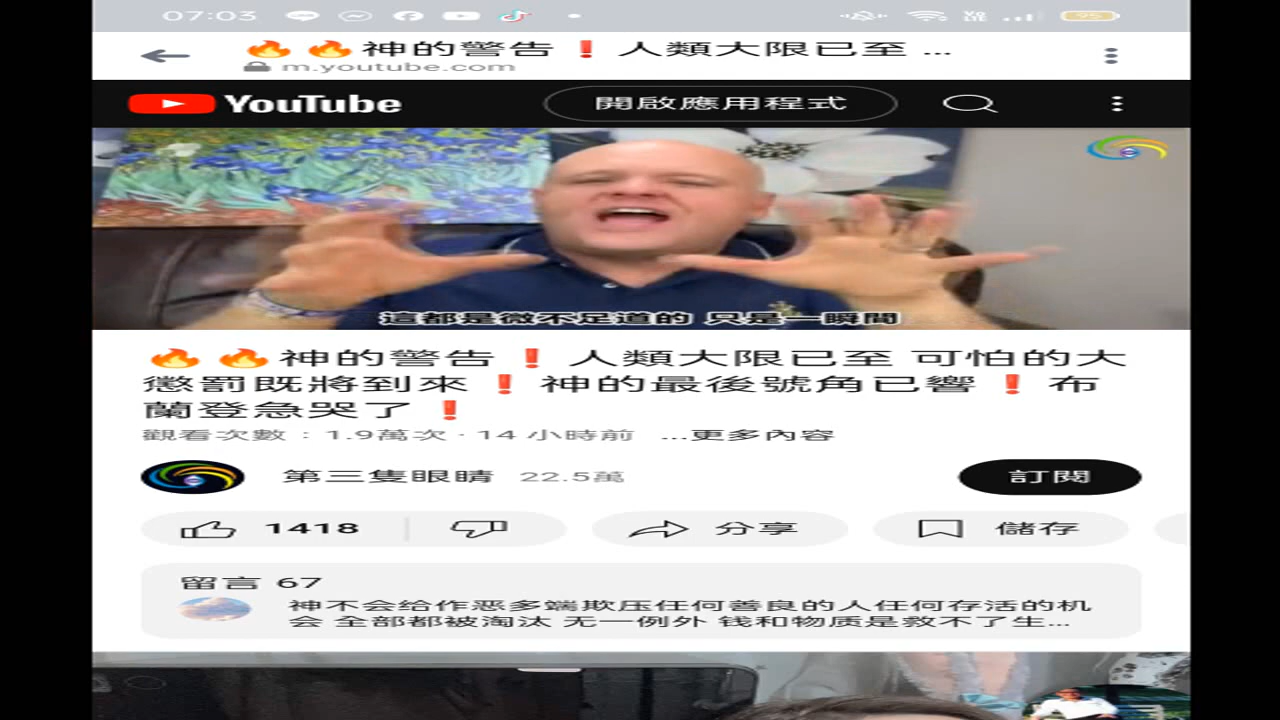 07:03
95
🔥🔥神的警告❗人類大限已至 ...
m.youtube.com
YouTube
開啟應用程式
這都是微不足道的 只是一瞬間
🔥🔥神的警告❗人類大限已至 可怕的大
懲罰既將到來❗神的最後號角已響❗布
蘭登急哭了❗
觀看次數：1.9萬次 · 14 小時前 ...更多內容
第三隻眼睛 22.5萬
訂閱
1418
分享
儲存
留言 67
神不会给作恶多端欺压任何善良的人任何存活的机
会 全部都被淘汰 无一例外 钱和物质是救不了生...